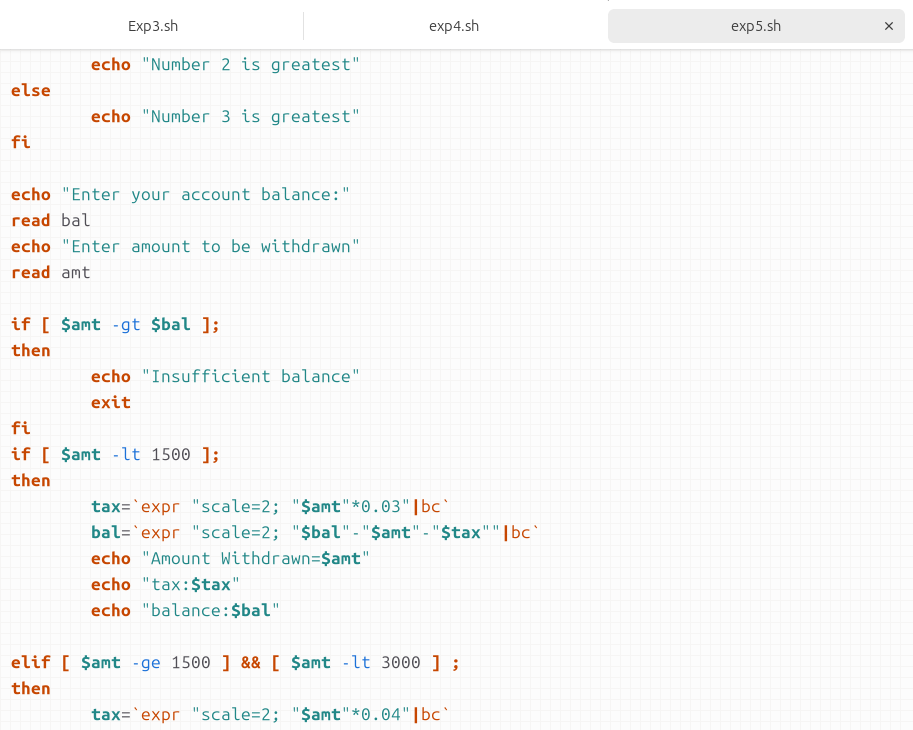 Exp3.sh exp4.sh exp5.sh ×
echo "Number 2 is greatest"
else
echo "Number 3 is greatest"
fi
echo "Enter your account balance:"
read bal
echo "Enter amount to be withdrawn"
read amt
if [ $amt -gt $bal ];
then
echo "Insufficient balance"
exit
fi
if [ $amt -lt 1500 ];
then
tax=`expr "scale=2; "$amt"*0.03"|bc`
bal=`expr "scale=2; "$bal"-"$amt"-"$tax""|bc`
echo "Amount Withdrawn=$amt"
echo "tax:$tax"
echo "balance:$bal"
elif [ $amt -ge 1500 ] && [ $amt -lt 3000 ] ;
then
tax=`expr "scale=2; "$amt"*0.04"|bc`